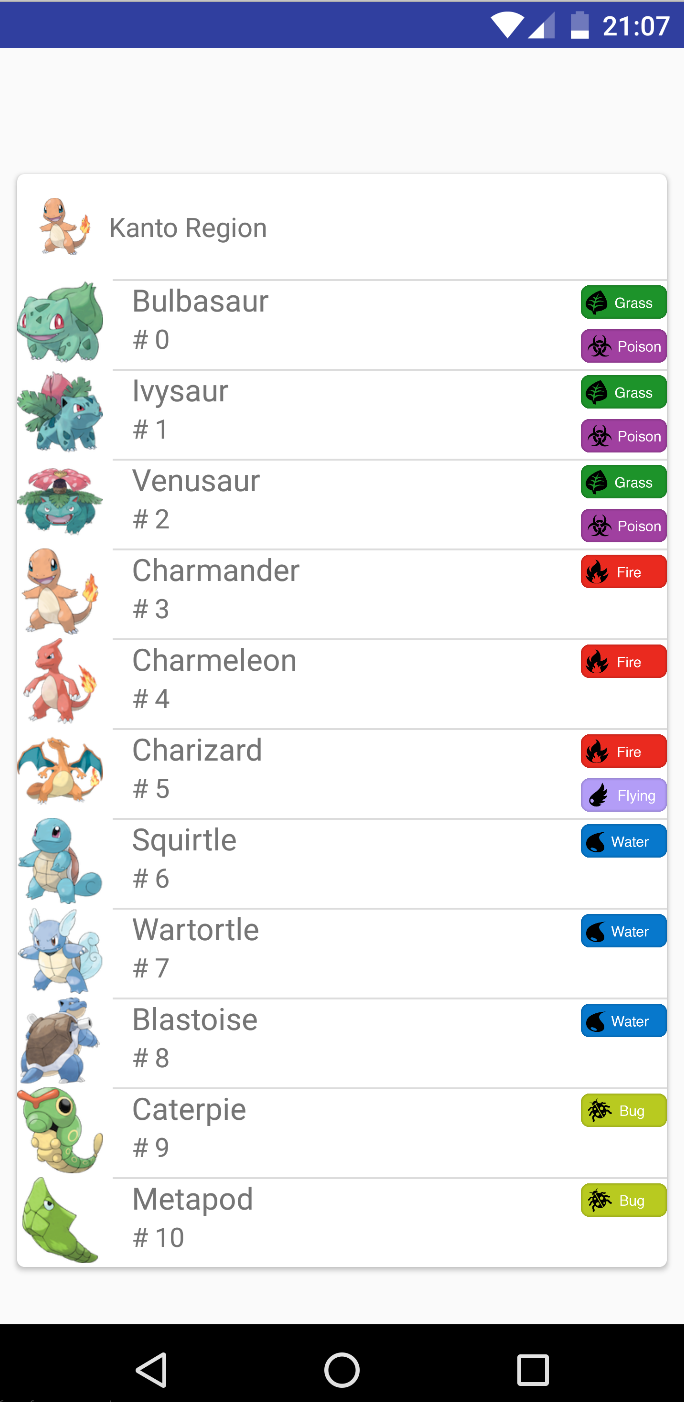 21:07
Kanto Region
Bulbasaur
Grass
# 0
Poison
Ivysaur
Grass
# 1
Poison
Venusaur
Grass
# 2
Poison
Charmander
Fire
# 3
Charmeleon
Fire
# 4
Charizard
Fire
# 5
Flying
Squirtle
Water
# 6
Wartortle
Water
# 7
Blastoise
Water
# 8
Caterpie
Bug
# 9
Metapod
Bug
# 10